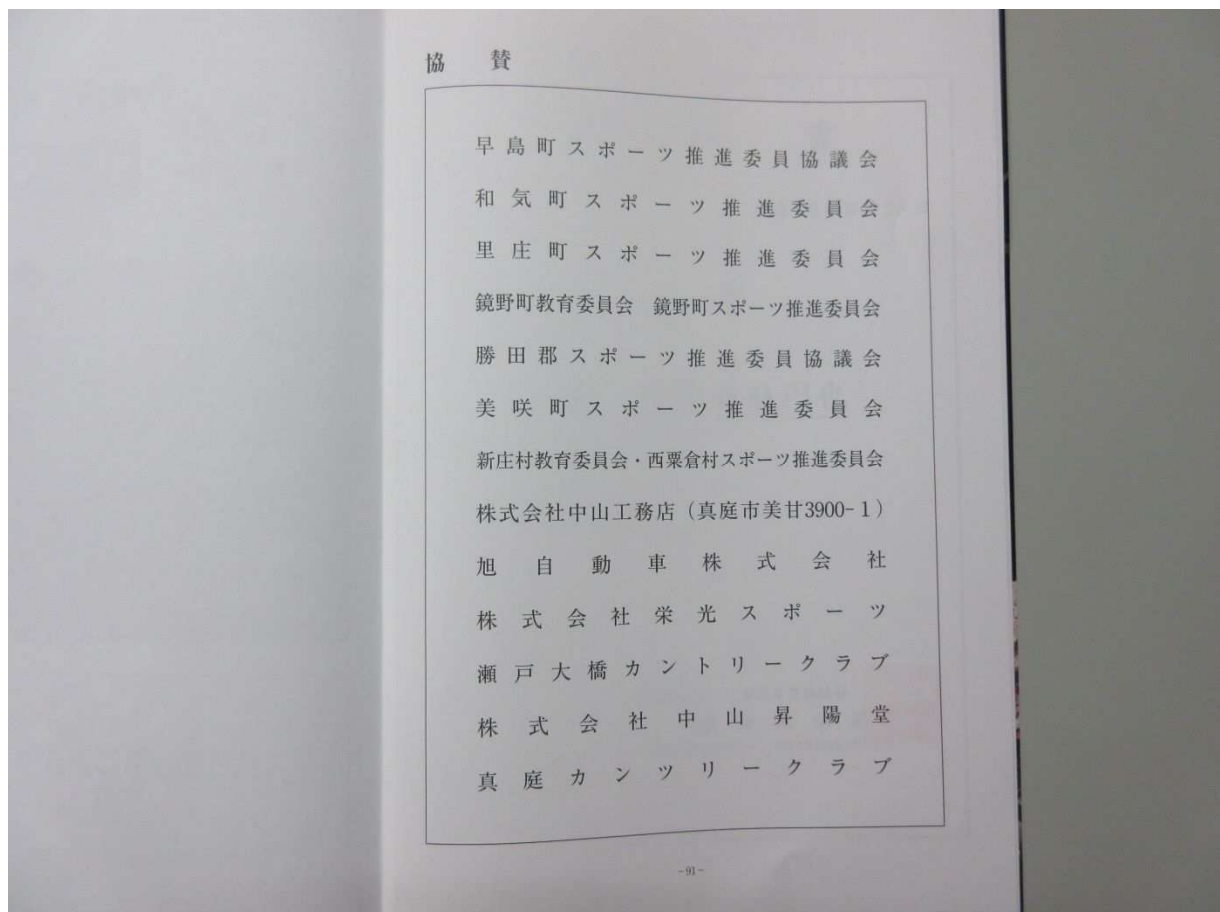 協賛
早島町スポーツ推進委員協議会
和気町スポーツ推進委員会
里庄町スポーツ推進委員会
鏡野町教育委員会　鏡野町スポーツ推進委員会
勝田郡スポーツ推進委員協議会
美咲町スポーツ推進委員会
新庄村教育委員会・西粟倉村スポーツ推進委員会
株式会社中山工務店（真庭市美甘3900-1）
旭自動車株式会社
株式会社栄光スポーツ
瀬戸大橋カントリークラブ
株式会社中山昇陽堂
真庭カンツリークラブ
-91-